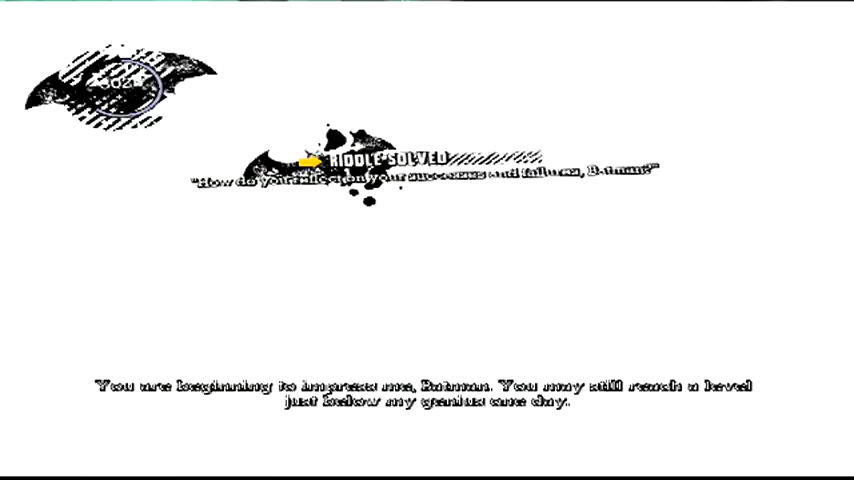 RIDDLE SOLVED
"How do you reflect on your successes and failures, Batman?"
You are beginning to impress me, Batman. You may still reach a level
just below my genius one day.